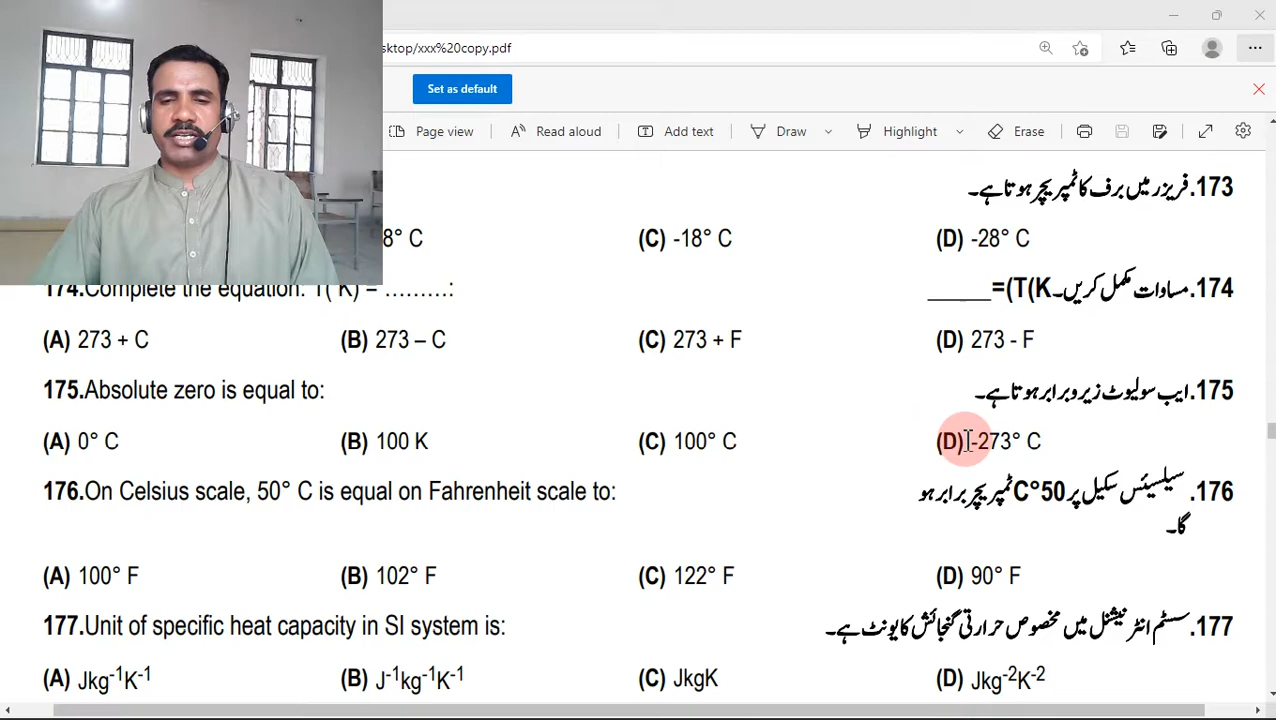 sktop/xxx%20copy.pdf
Set as default
Page view Read aloud Add text Draw Highlight Erase
173. فریزر میں برف کا ٹمپریچر ہوتا ہے۔
8° C (C) -18° C (D) -28° C
174.Complete the equation: T( K) = ………: 174. مساوات مکمل کریں۔ T(K)=_____
(A) 273 + C (B) 273 – C (C) 273 + F (D) 273 - F
175.Absolute zero is equal to: 175. ایب سولیوٹ زیرو برابر ہوتا ہے۔
(A) 0° C (B) 100 K (C) 100° C (D) -273° C
176.On Celsius scale, 50° C is equal on Fahrenheit scale to: 176. سیلسیئس سکیل پر 50°C ٹمپریچر برابر ہو
گا۔
(A) 100° F (B) 102° F (C) 122° F (D) 90° F
177.Unit of specific heat capacity in SI system is: 177. سسٹم انٹرنیشنل میں مخصوص حرارتی گنجائش کا یونٹ ہے۔
(A) Jkg⁻¹K⁻¹ (B) J⁻¹kg⁻¹K⁻¹ (C) JkgK (D) Jkg⁻²K⁻²